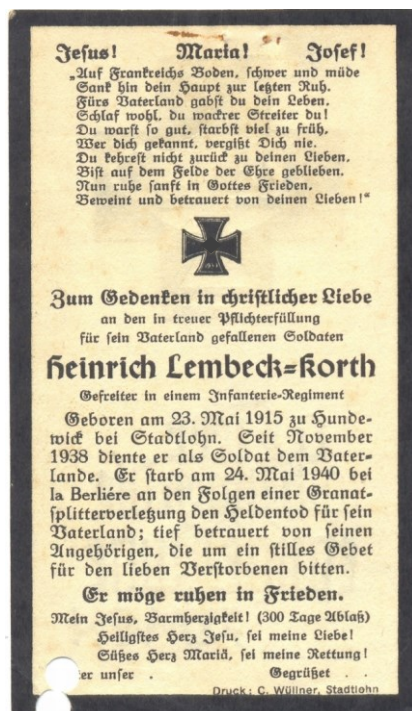 Jesus! Maria! Josef!
„Auf Frankreichs Boden, schwer und müde
Sank hin dein Haupt zur letzten Ruh.
Fürs Vaterland gabst du dein Leben.
Schlaf wohl, du wackrer Streiter du!
Du warst so gut, starbst viel zu früh.
Wer dich gekannt, vergißt Dich nie.
Du kehrest nicht zurück zu deinen Lieben.
Bist auf dem Felde der Ehre geblieben.
Nun ruhe sanft in Gottes Frieden,
Beweint und betrauert von deinen Lieben!“
Zum Gedenken in christlicher Liebe
an den in treuer Pflichterfüllung
für sein Vaterland gefallenen Soldaten
Heinrich Lembeck=Korth
Gefreiter in einem Infanterie-Regiment
Geboren am 23. Mai 1915 zu Hunde-
wick bei Stadtlohn. Seit November
1938 diente er als Soldat dem Vater-
lande. Er starb am 24. Mai 1940 bei
la Berliére an den Folgen einer Granat-
splitterverletzung den Heldentod für sein
Vaterland; tief betrauert von seinen
Angehörigen, die um ein stilles Gebet
für den lieben Verstorbenen bitten.
Er möge ruhen in Frieden.
Mein Jesus, Barmherzigkeit! (300 Tage Ablaß)
Heiligstes Herz Jesu, sei meine Liebe!
Süßes Herz Mariä, sei meine Rettung!
unser . Gegrüßet . .
Druck: C. Wüllner, Stadtlohn